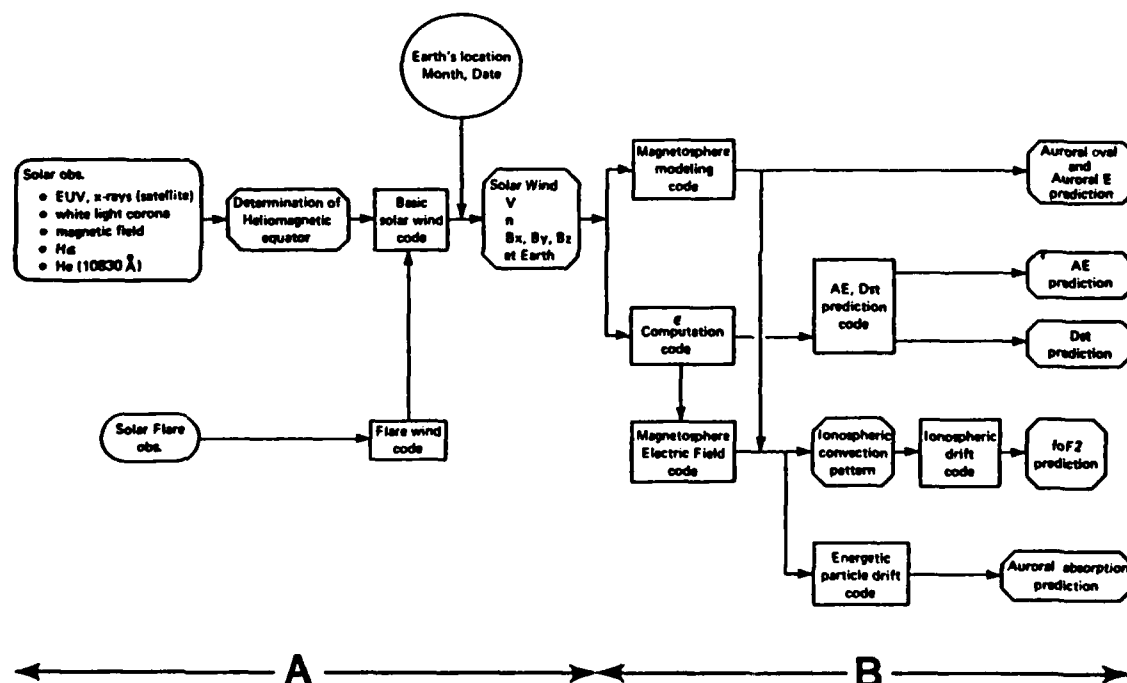 Earth's location
Month, Date
Solar obs.
• EUV, x-rays (satellite)
• white light corona
• magnetic field
• Hα
• He (10830 Å)
Determination of
Heliomagnetic
equator
Basic
solar wind
code
Solar Wind
V
n
Bx, By, Bz
at Earth
Magnetosphere
modeling
code
Auroral oval
and
Auroral E
prediction
ϵ
Computation
code
AE, Dst
prediction
code
AE
prediction
Dst
prediction
Solar Flare
obs.
Flare wind
code
Magnetosphere
Electric Field
code
Ionospheric
convection
pattern
Ionospheric
drift
code
foF2
prediction
Energetic
particle drift
code
Auroral absorption
prediction
A
B